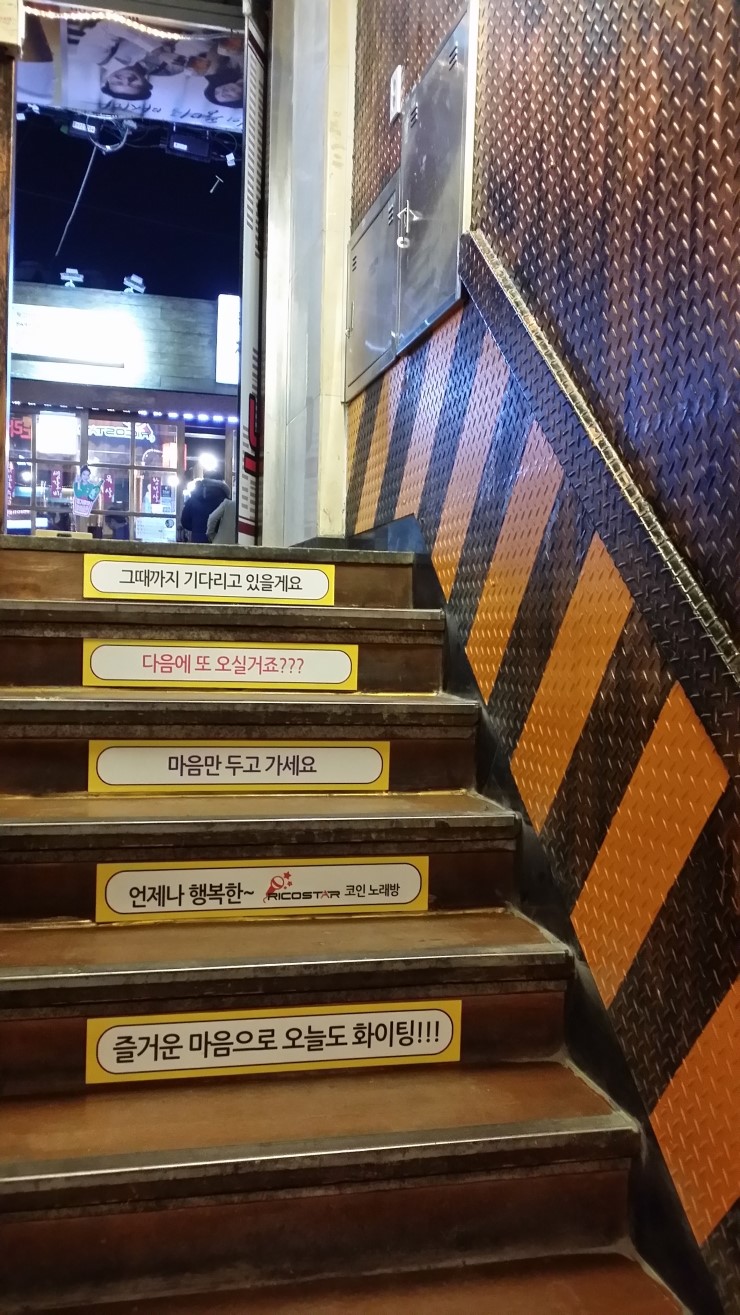 그때까지 기다리고 있을게요
다음에 또 오실거죠???
마음만 두고 가세요
언제나 행복한~ RICOSTAR 코인 노래방
즐거운 마음으로 오늘도 화이팅!!!